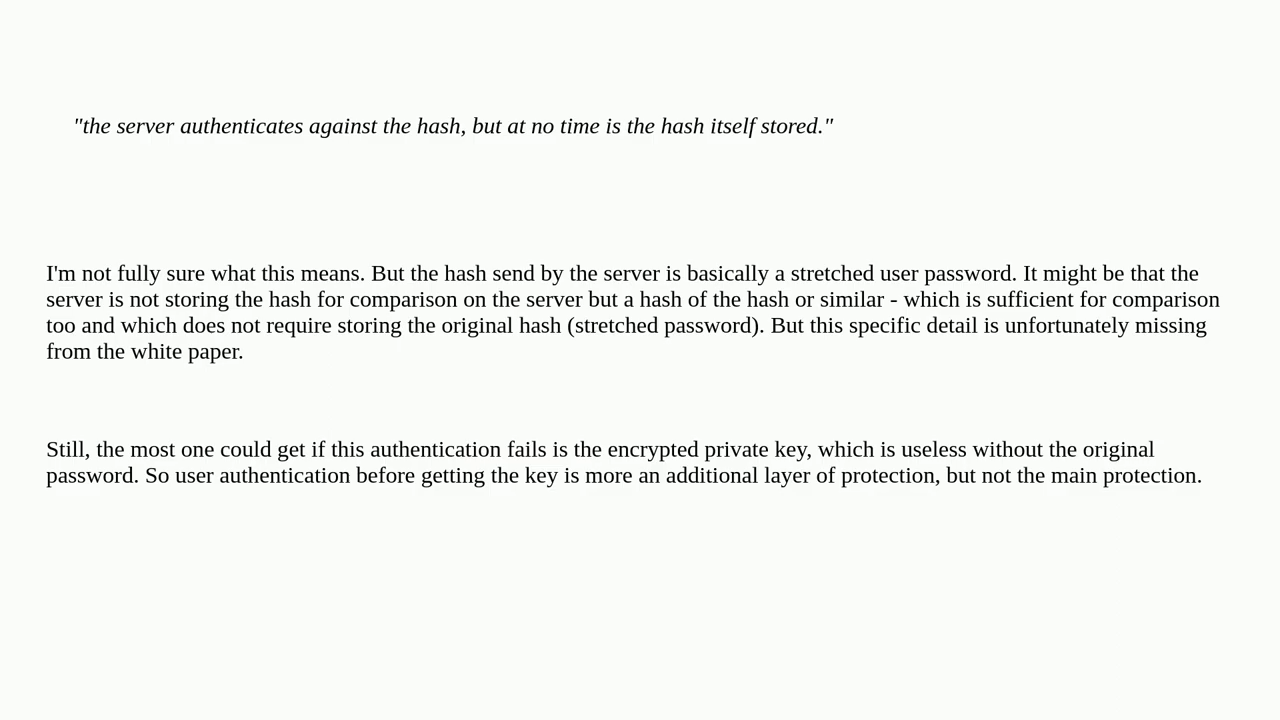 "the server authenticates against the hash, but at no time is the hash itself stored."
I'm not fully sure what this means. But the hash send by the server is basically a stretched user password. It might be that the
server is not storing the hash for comparison on the server but a hash of the hash or similar - which is sufficient for comparison
too and which does not require storing the original hash (stretched password). But this specific detail is unfortunately missing
from the white paper.
Still, the most one could get if this authentication fails is the encrypted private key, which is useless without the original
password. So user authentication before getting the key is more an additional layer of protection, but not the main protection.